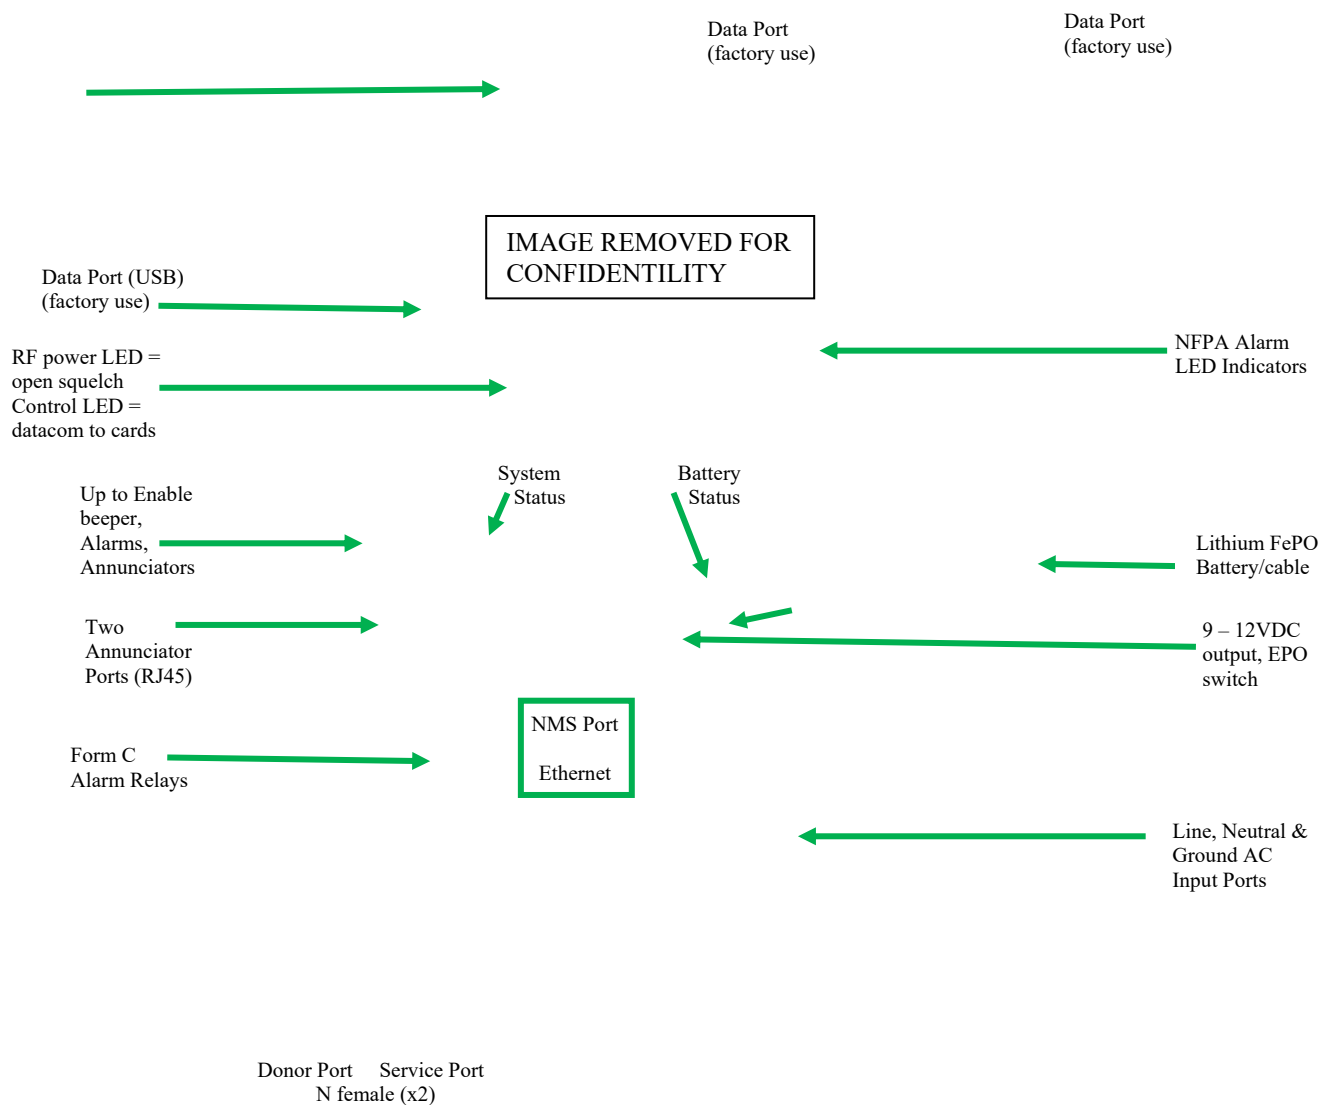 Data Port
(factory use)
Data Port
(factory use)
IMAGE REMOVED FOR
CONFIDENTILITY
Data Port (USB)
(factory use)
NFPA Alarm
LED Indicators
RF power LED =
open squelch
Control LED =
datacom to cards
System
Status
Battery
Status
Up to Enable
beeper,
Alarms,
Annunciators
Lithium FePO
Battery/cable
Two
Annunciator
Ports (RJ45)
9 – 12VDC
output, EPO
switch
NMS Port
Ethernet
Form C
Alarm Relays
Line, Neutral &
Ground AC
Input Ports
Donor Port Service Port
N female (x2)